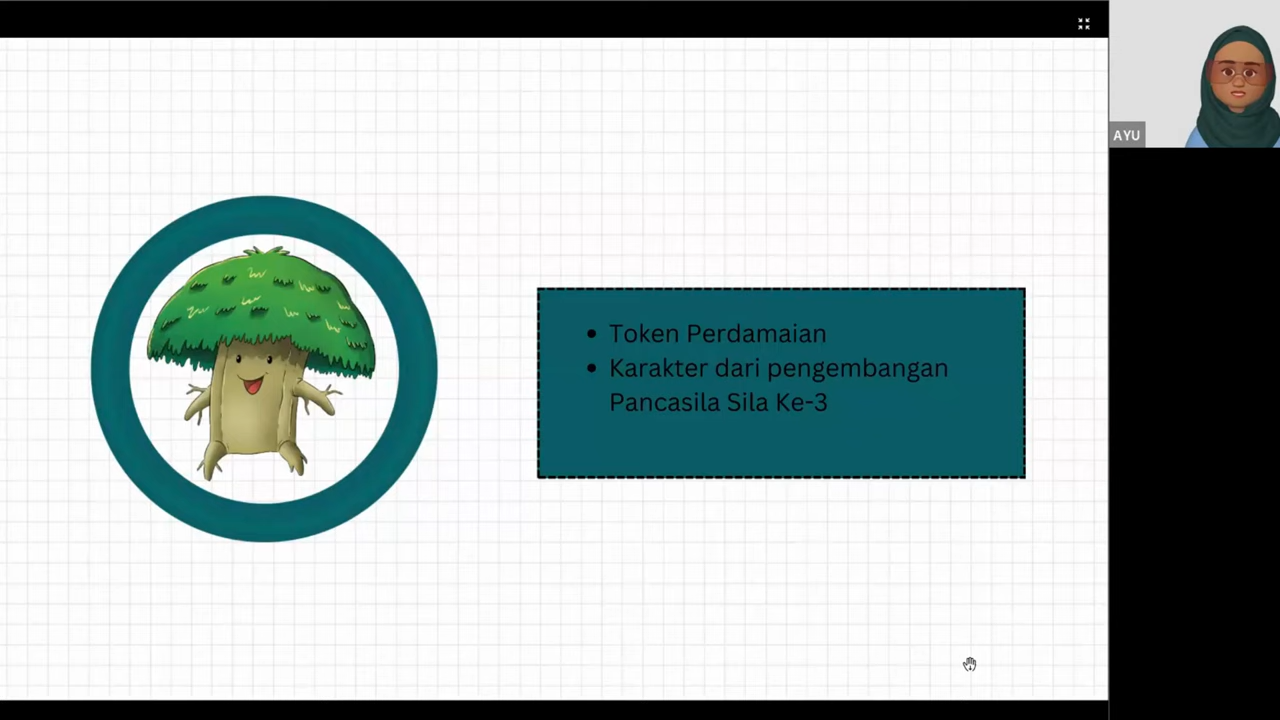 Token Perdamaian
Karakter dari pengembangan
Pancasila Sila Ke-3
AYU